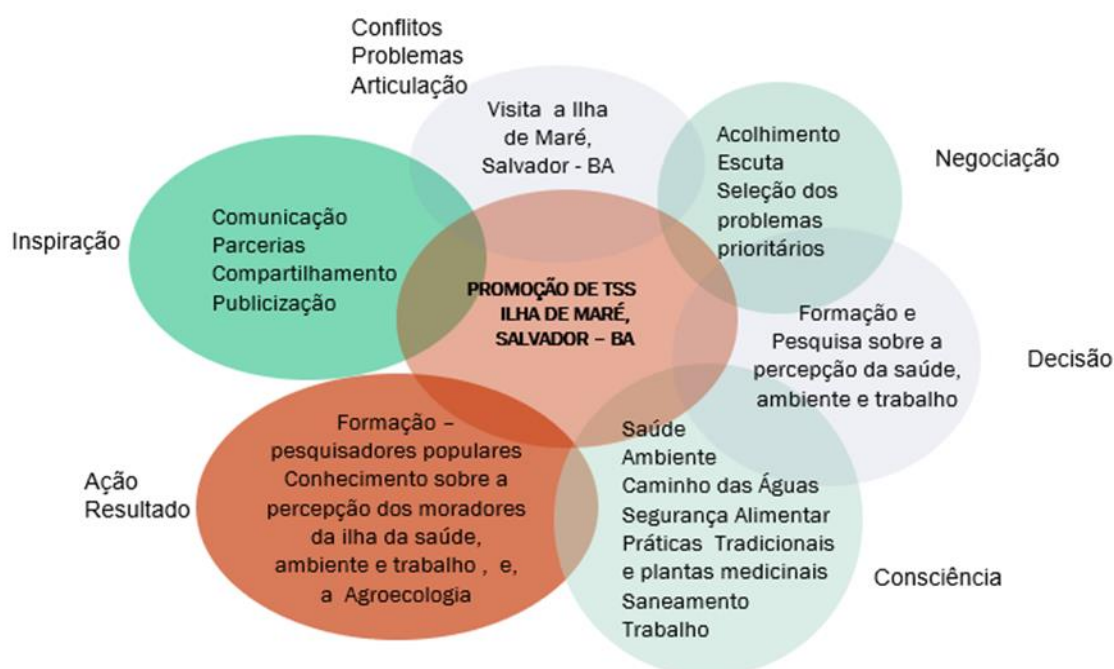 Conflitos
Problemas
Articulação
Visita a Ilha
de Maré,
Salvador - BA
Acolhimento
Escuta
Seleção dos
problemas
prioritários
Negociação
Inspiração
Comunicação
Parcerias
Compartilhamento
Publicização
PROMOÇÃO DE TSS
ILHA DE MARÉ,
SALVADOR – BA
Formação e
Pesquisa sobre a
percepção da saúde,
ambiente e trabalho
Decisão
Ação
Resultado
Formação –
pesquisadores populares
Conhecimento sobre a
percepção dos moradores
da ilha da saúde,
ambiente e trabalho , e,
a Agroecologia
Saúde
Ambiente
Caminho das Águas
Segurança Alimentar
Práticas Tradicionais
e plantas medicinais
Saneamento
Trabalho
Consciência